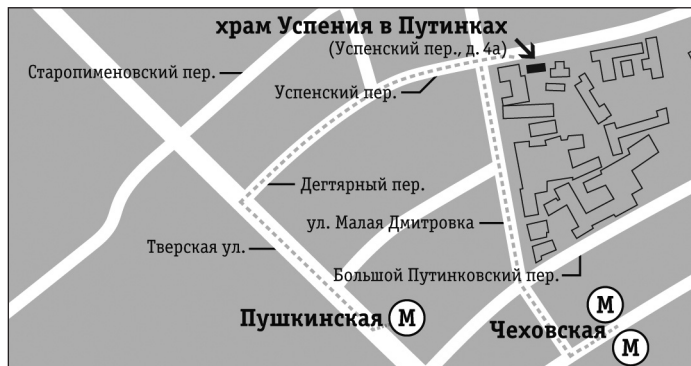 храм Успения в Путинках
(Успенский пер., д. 4а)
Старопименовский пер.
Успенский пер.
Дегтярный пер.
ул. Малая Дмитровка
Тверская ул.
Большой Путинковский пер.
Пушкинская М
М
Чеховская
М